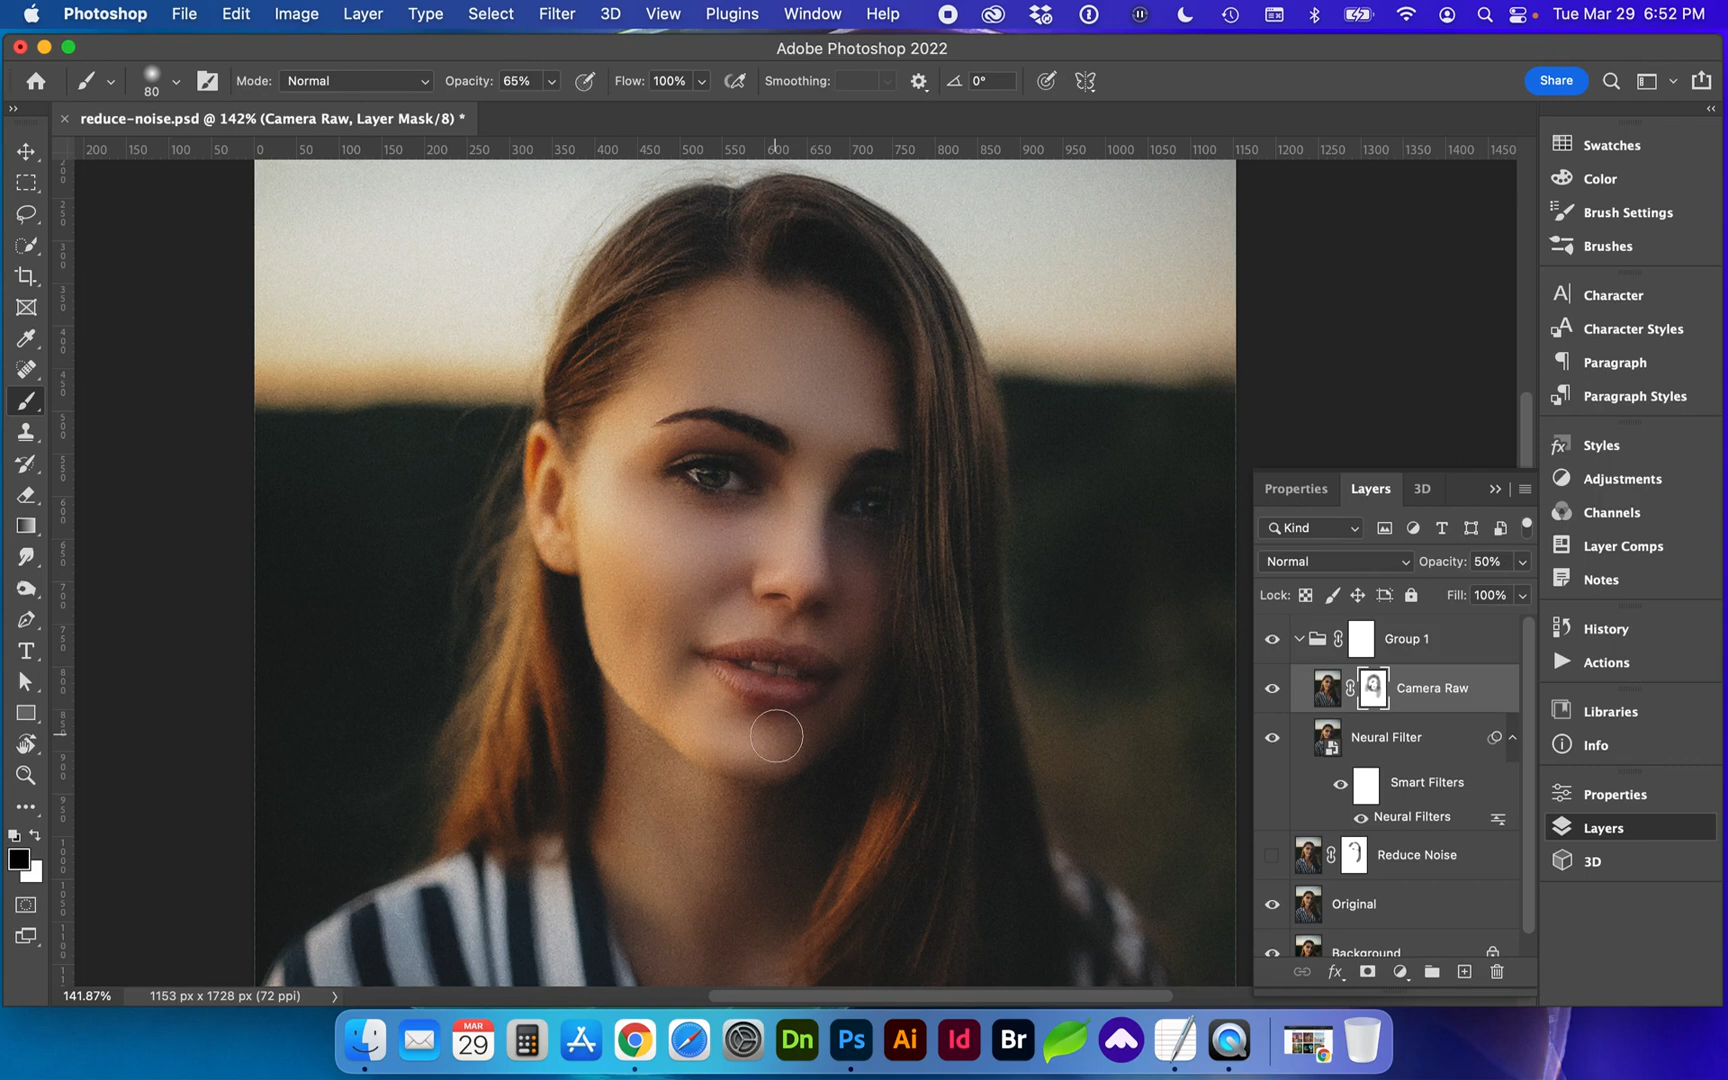 Photoshop File Edit Image Layer Type Select Filter 3D View Plugins Window Help Tue Mar 29 6:52 PM
Adobe Photoshop 2022
80 Mode: Normal Opacity: 65% Flow: 100% Smoothing: 0° Share
reduce-noise.psd @ 142% (Camera Raw, Layer Mask/8) *
200 150 100 50 0 50 100 150 200 250 300 350 400 450 500 550 600 650 700 750 800 850 900 950 1000 1050 1100 1150 1200 1250 1300 1350 1400 1450
Swatches
Color
Brush Settings
Brushes
Character
Character Styles
Paragraph
Paragraph Styles
Styles
Adjustments
Channels
Layer Comps
Notes
History
Actions
Libraries
Info
Properties
Layers
3D
Properties Layers 3D
Kind
Normal Opacity: 50%
Lock: Fill: 100%
Group 1
Camera Raw
Neural Filter
Smart Filters
Neural Filters
Reduce Noise
Original
Background
fx
141.87% 1153 px x 1728 px (72 ppi)
MAR
29
Dn Ps Ai Id Br